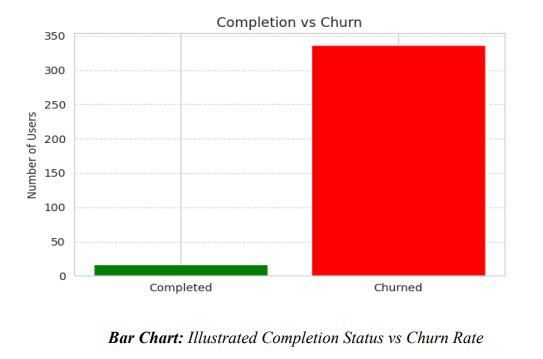 Completion vs Churn
350
300
250
200
150
100
50
0
Number of Users
Completed Churned
Bar Chart: Illustrated Completion Status vs Churn Rate